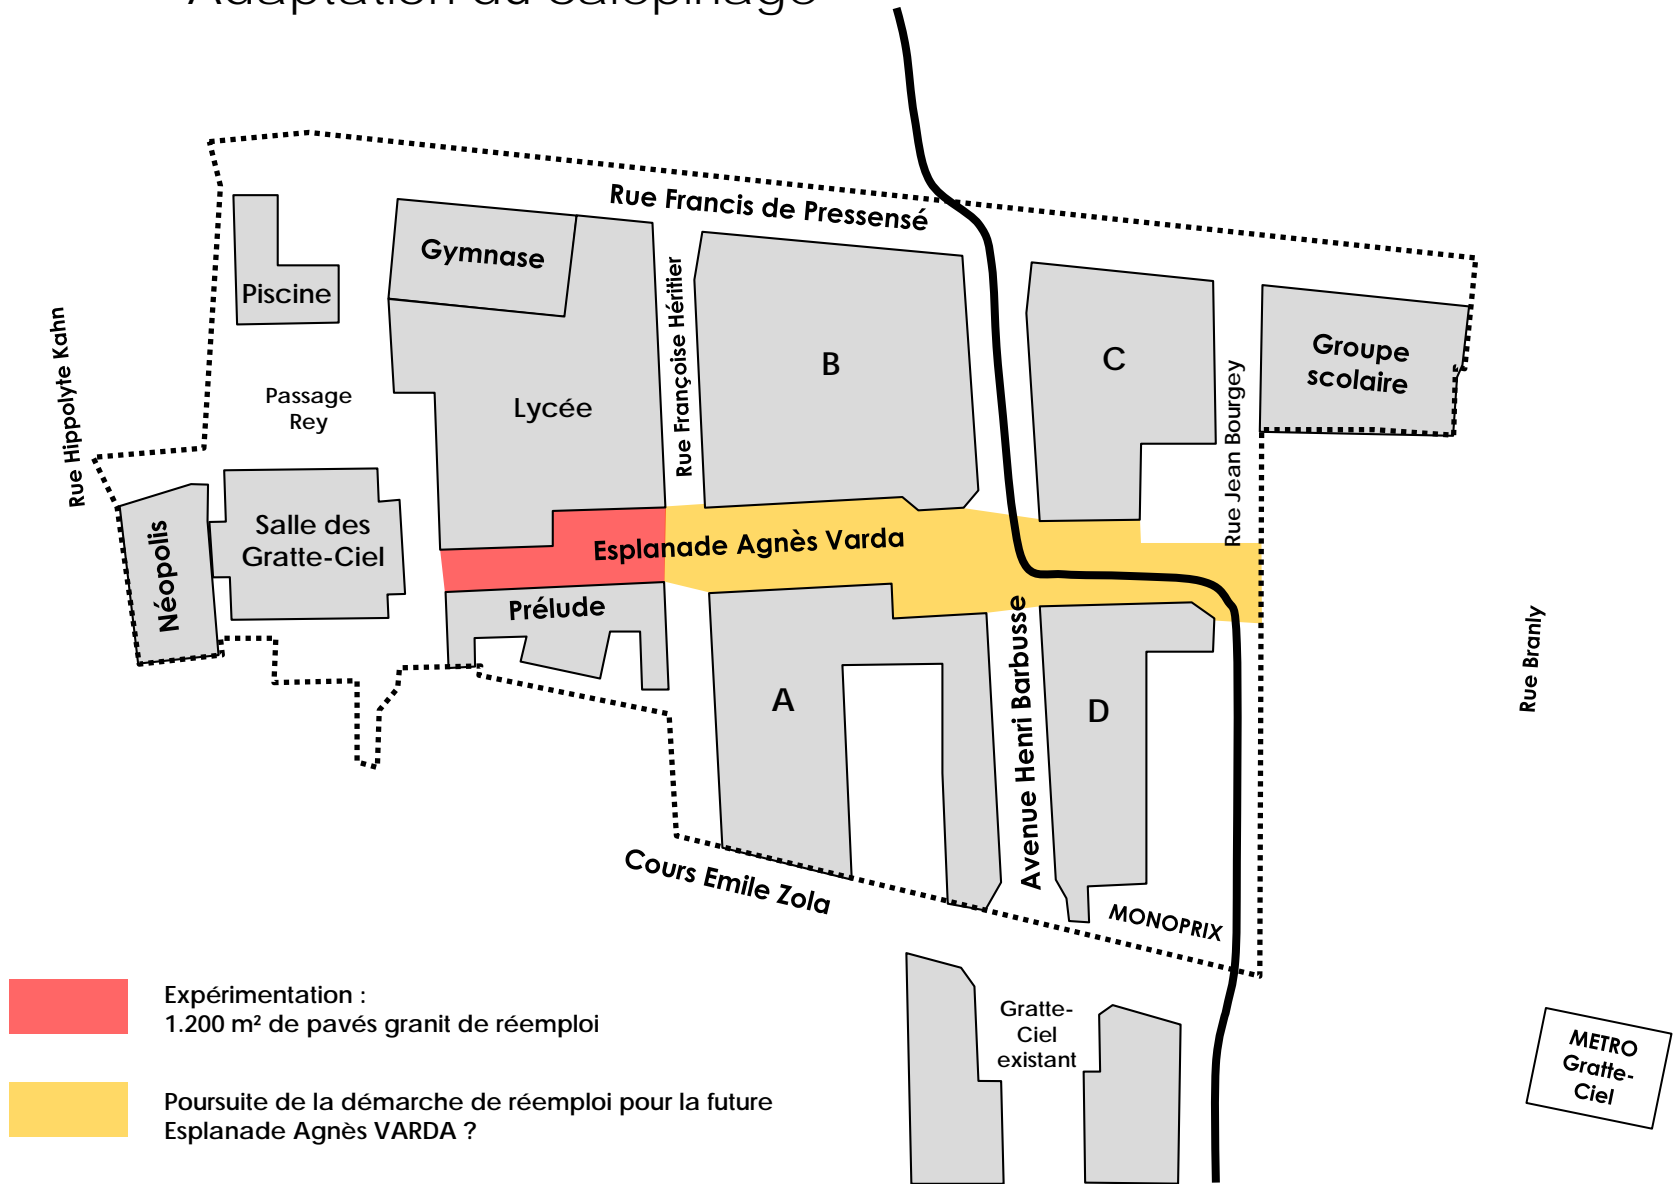 Adaptation du calepinage
Rue Francis de Pressensé
Gymnase
Piscine
Rue Hippolyte Kahn
Rue Françoise Héritier
B
C
Groupe
scolaire
Passage
Rey
Lycée
Rue Jean Bourgey
Néopolis
Salle des
Gratte-Ciel
Esplanade Agnès Varda
Prélude
Avenue Henri Barbusse
Rue Branly
A
D
Cours Emile Zola
MONOPRIX
Expérimentation :
1.200 m² de pavés granit de réemploi
Gratte-
Ciel
existant
METRO
Gratte-
Ciel
Poursuite de la démarche de réemploi pour la future
Esplanade Agnès VARDA ?